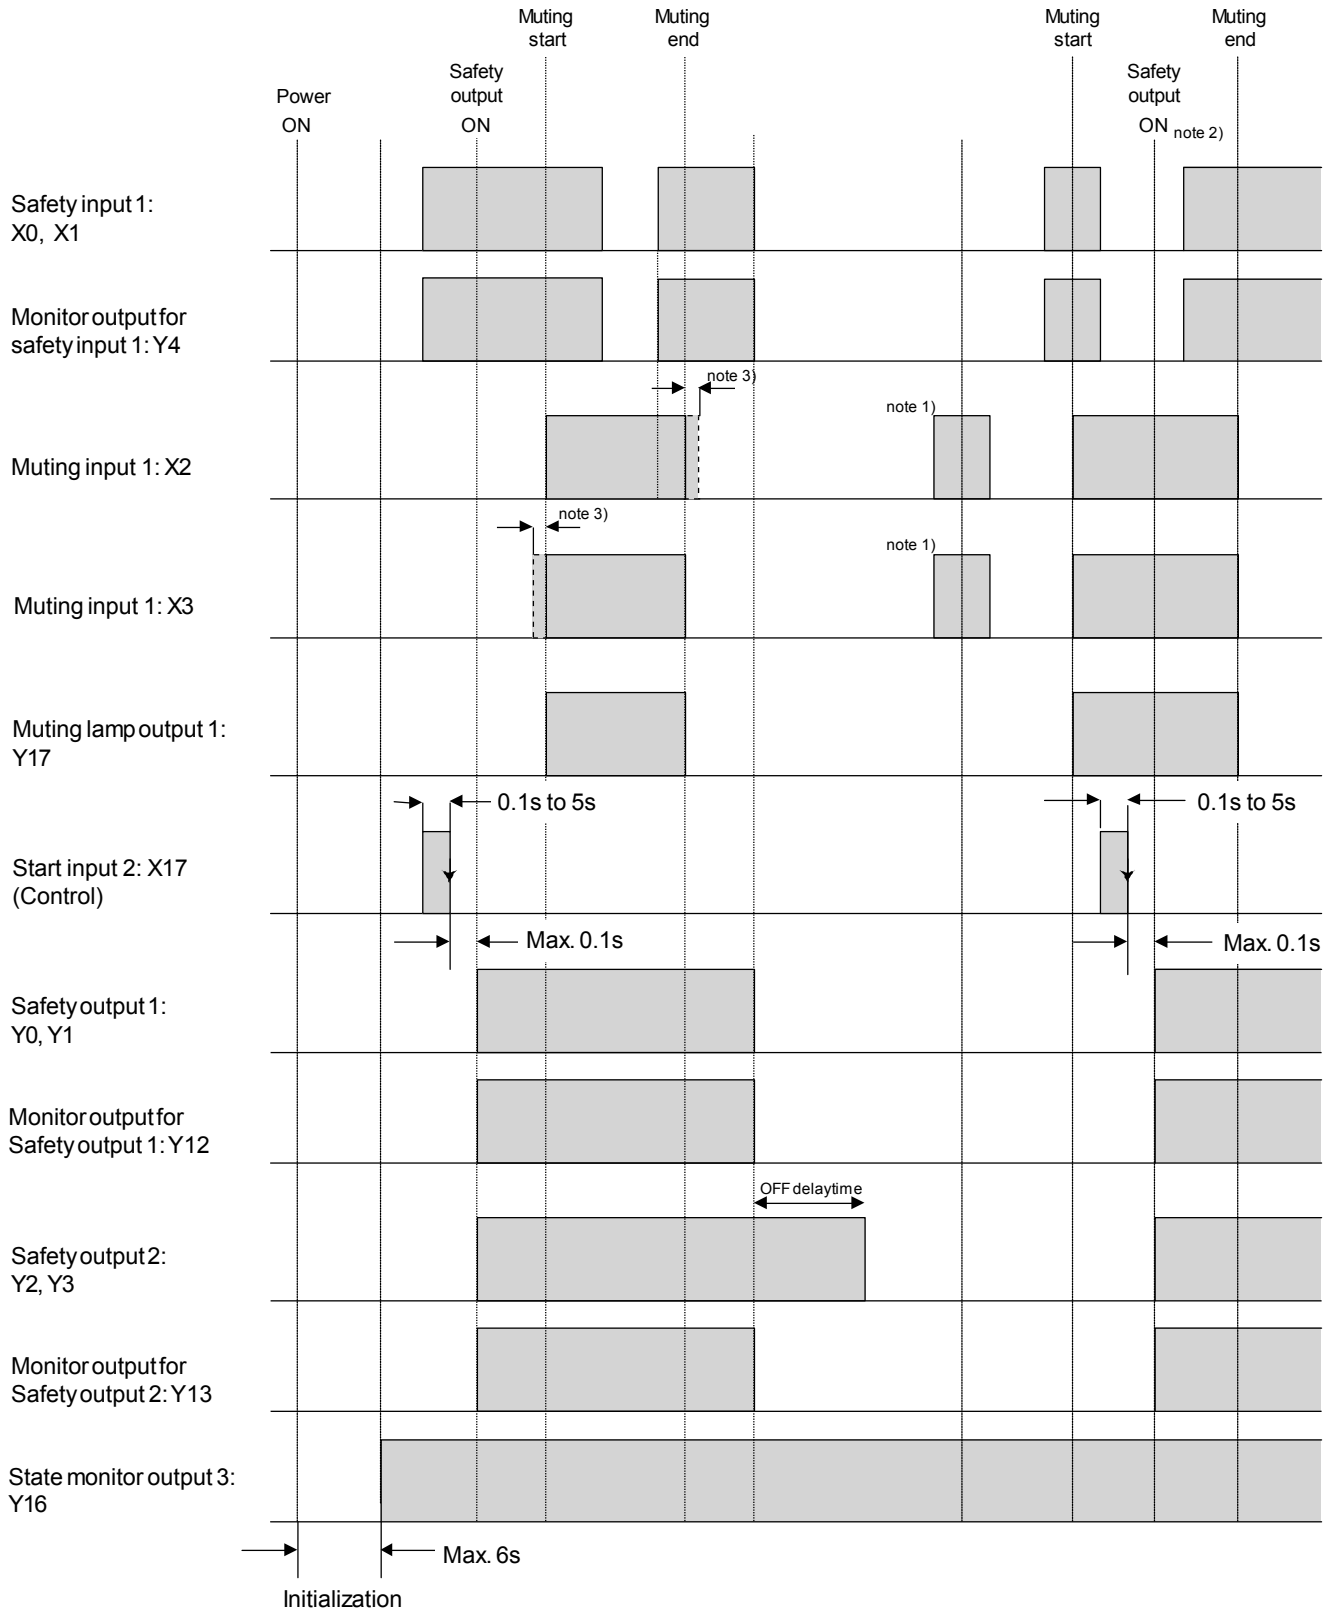 Muting
start
Muting
end
Muting
start
Muting
end
Safety
output
ON
Safety
output
ON note 2)
Power
ON
Safety input 1:
X0, X1
Monitor output for
safety input 1: Y4
note 3)
note 1)
Muting input 1: X2
note 3)
note 1)
Muting input 1: X3
Muting lamp output 1:
Y17
0.1s to 5s
0.1s to 5s
Start input 2: X17
(Control)
Max. 0.1s
Max. 0.1s
Safety output 1:
Y0, Y1
Monitor output for
Safety output 1: Y12
OFF delay time
Safety output 2:
Y2, Y3
Monitor output for
Safety output 2: Y13
State monitor output 3:
Y16
Max. 6s
Initialization